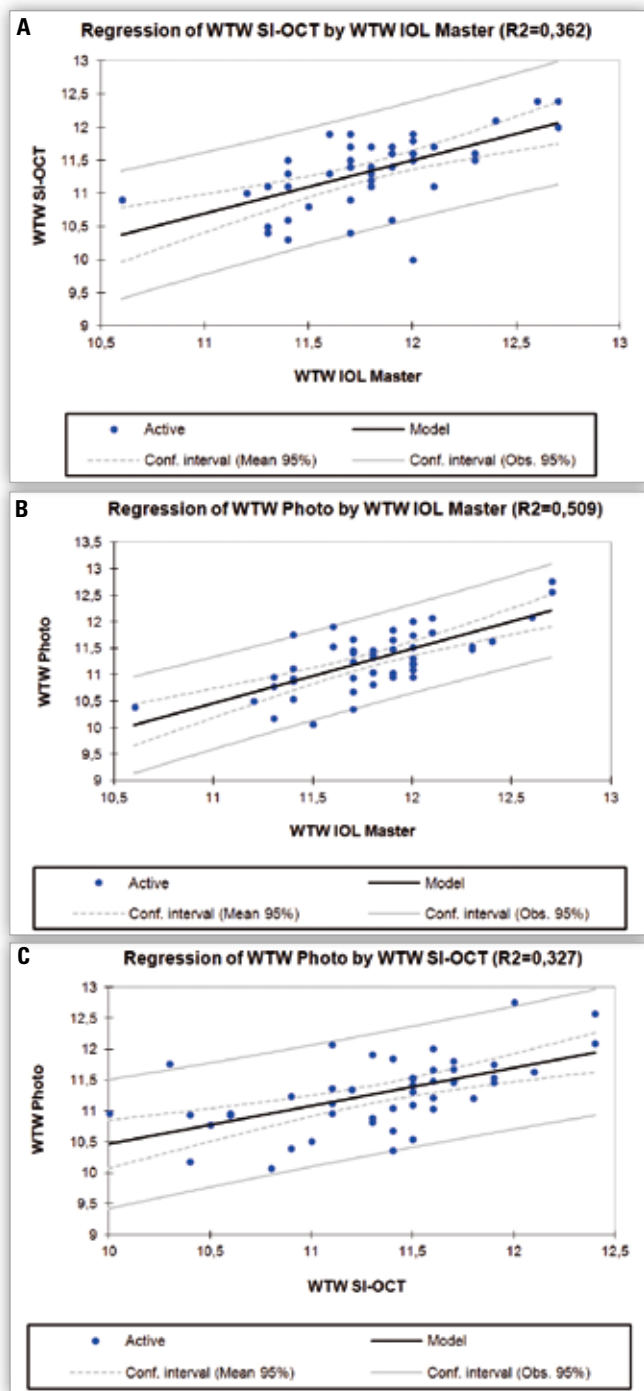 A
Regression of WTW SI-OCT by WTW IOL Master (R2=0,362)
13
12,5
12
11,5
11
10,5
10
9,5
9
WTW SI-OCT
10,5 11 11,5 12 12,5 13
WTW IOL Master
Active Model
Conf. interval (Mean 95%) Conf. interval (Obs. 95%)
B
Regression of WTW Photo by WTW IOL Master (R2=0,509)
13,5
13
12,5
12
11,5
11
10,5
10
9,5
9
WTW Photo
10,5 11 11,5 12 12,5 13
WTW IOL Master
Active Model
Conf. interval (Mean 95%) Conf. interval (Obs. 95%)
C
Regression of WTW Photo by WTW SI-OCT (R2=0,327)
13
12,5
12
11,5
11
10,5
10
9,5
9
WTW Photo
10 10,5 11 11,5 12 12,5
WTW SI-OCT
Active Model
Conf. interval (Mean 95%) Conf. interval (Obs. 95%)